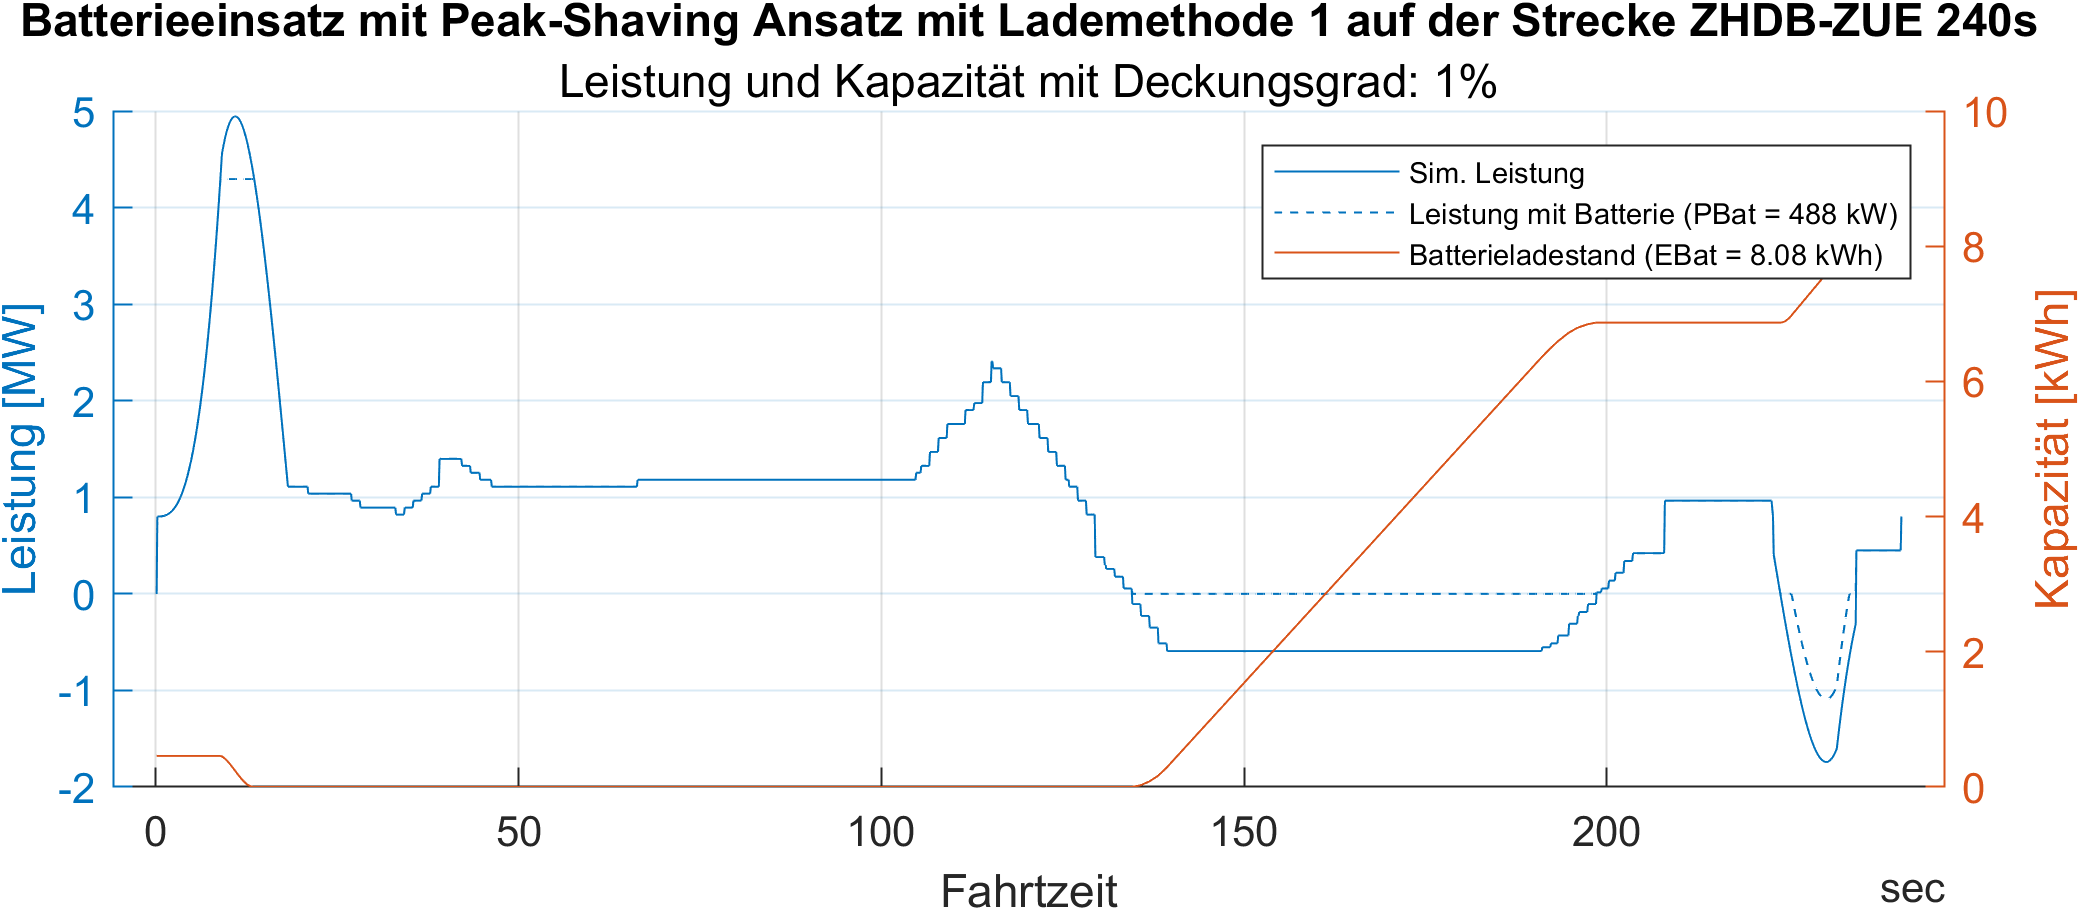 Batterieeinsatz mit Peak-Shaving Ansatz mit Lademethode 1 auf der Strecke ZHDB-ZUE 240s
Leistung und Kapazität mit Deckungsgrad: 1%
Leistung [MW]
5
4
3
2
1
0
-1
-2
Sim. Leistung
Leistung mit Batterie (PBat = 488 kW)
Batterieladestand (EBat = 8.08 kWh)
10
8
6
4
2
0
Kapazität [kWh]
0 50 100 150 200
Fahrtzeit sec